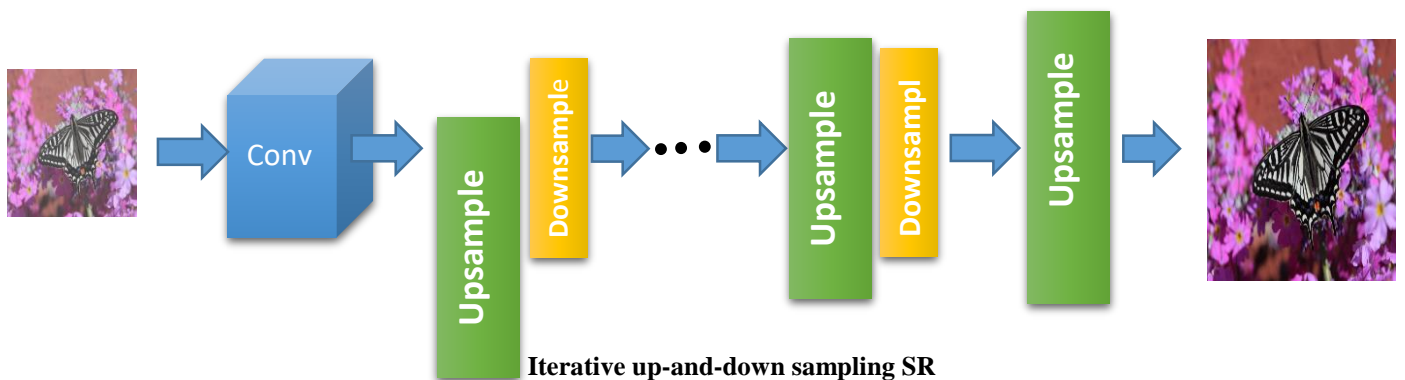 Conv
Upsample
Downsample
• • •
Upsample
Downsampl
Upsample
Iterative up-and-down sampling SR